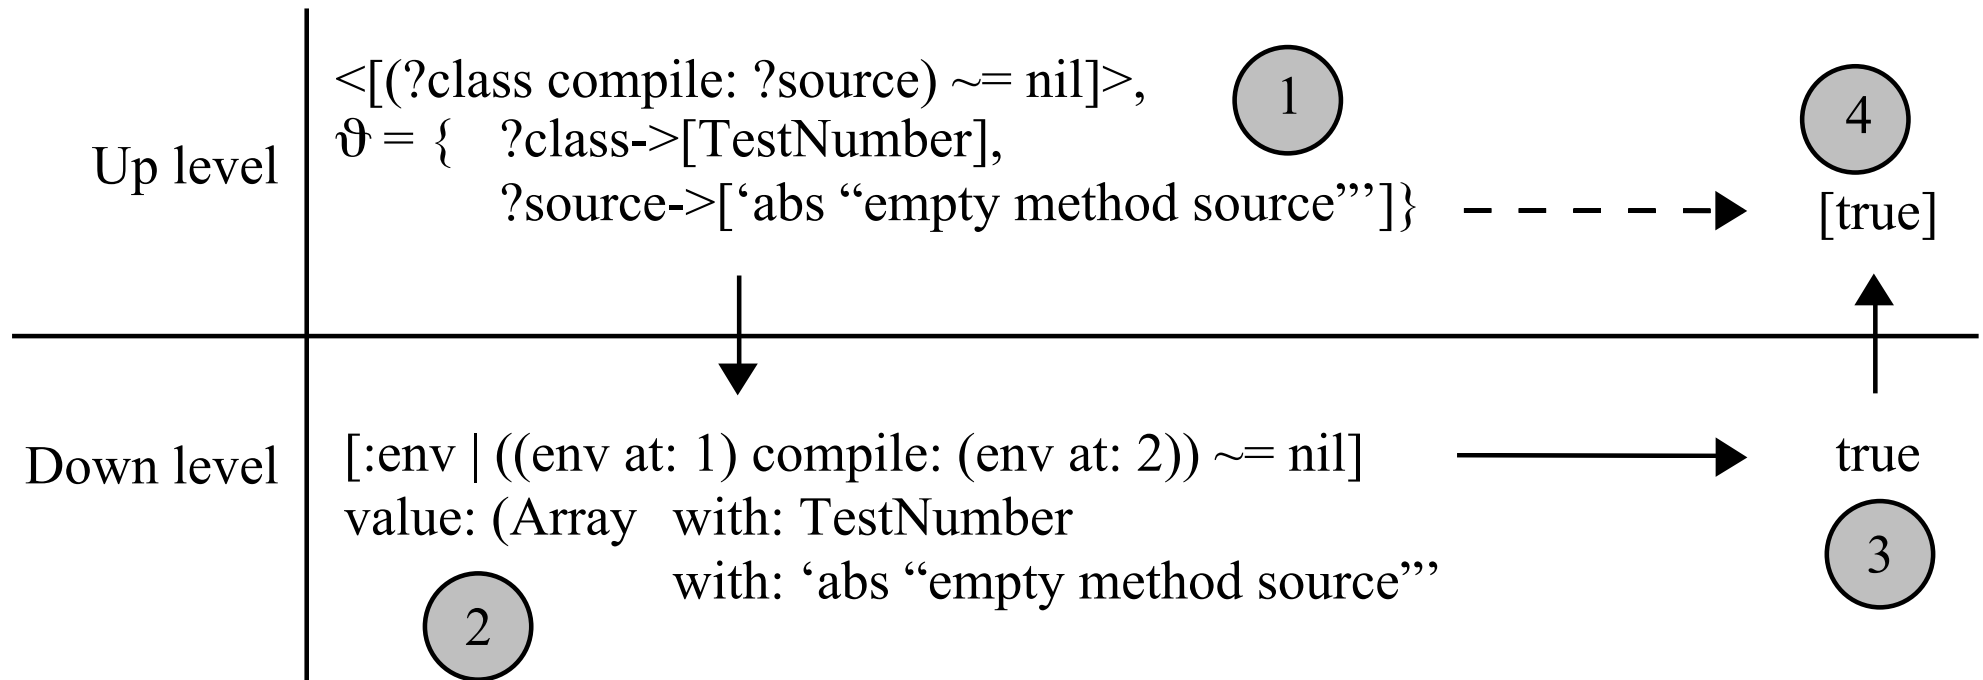 Up level
<[(?class compile: ?source) ~= nil]>,
ϑ = { ?class->[TestNumber],
?source->[‘abs “empty method source”’]}
1
4
[true]
Down level
[:env | ((env at: 1) compile: (env at: 2)) ~= nil]
value: (Array with: TestNumber
with: ‘abs “empty method source”’
2
true
3